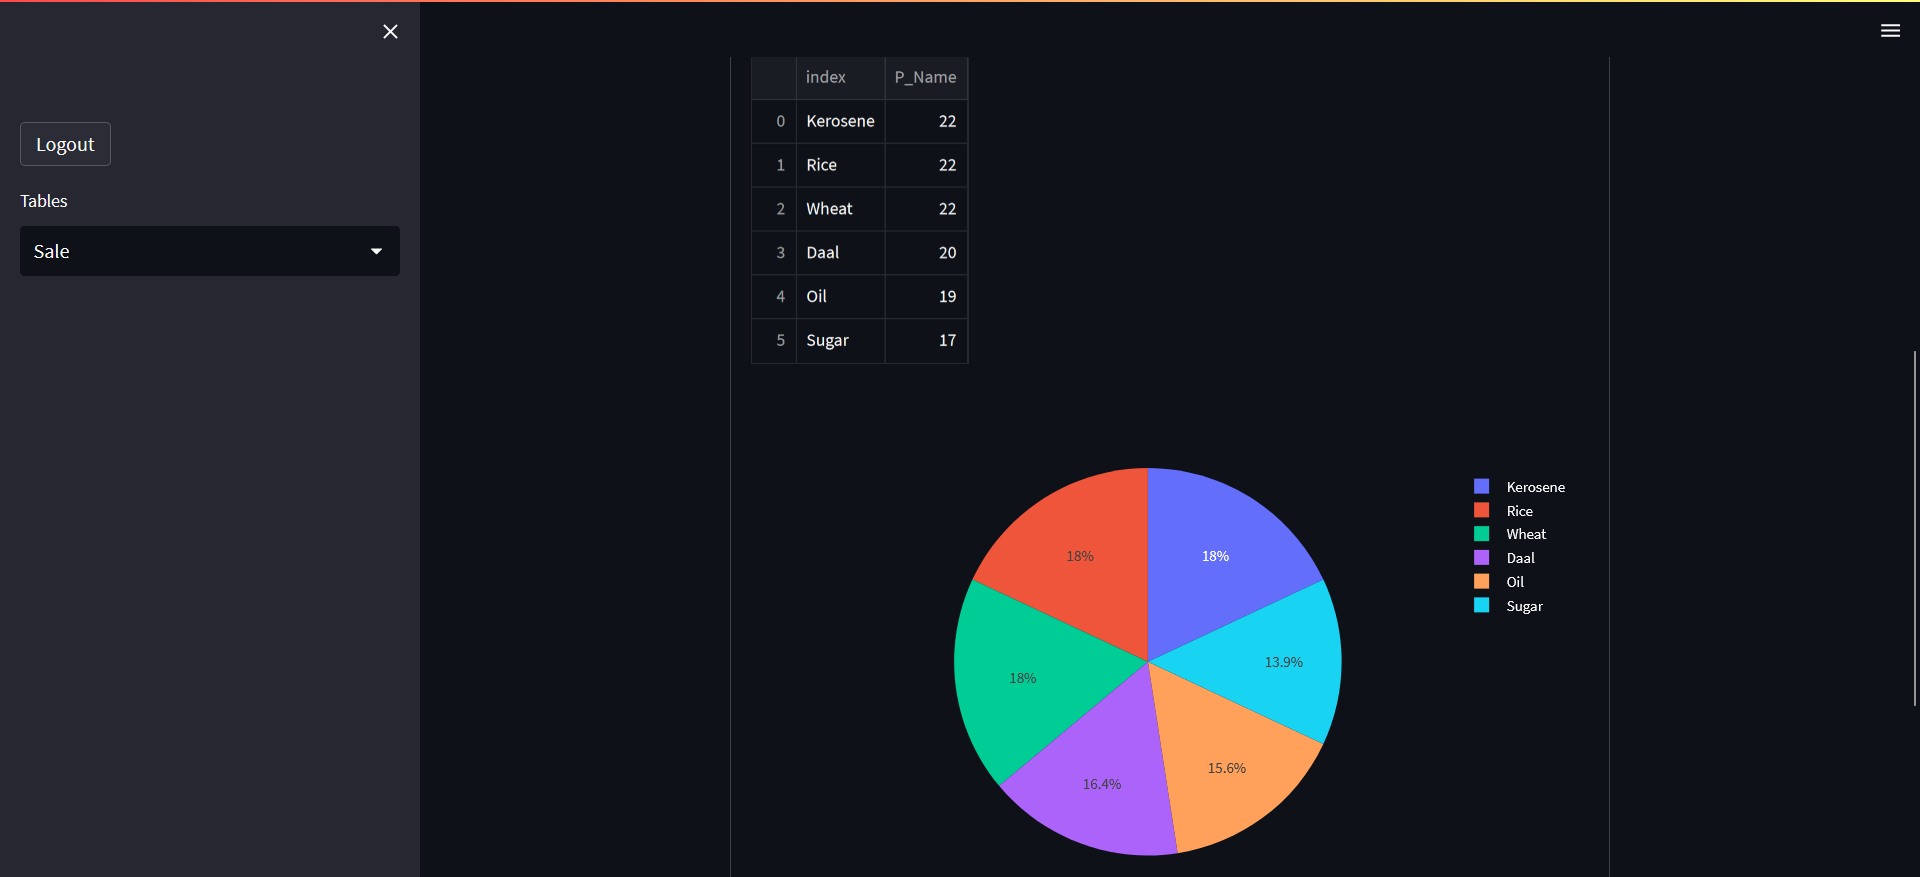 Logout
Tables
Sale
index P_Name
0 Kerosene 22
1 Rice 22
2 Wheat 22
3 Daal 20
4 Oil 19
5 Sugar 17
Kerosene
Rice
Wheat
Daal
Oil
Sugar
18% 18%
13.9%
18%
15.6%
16.4%